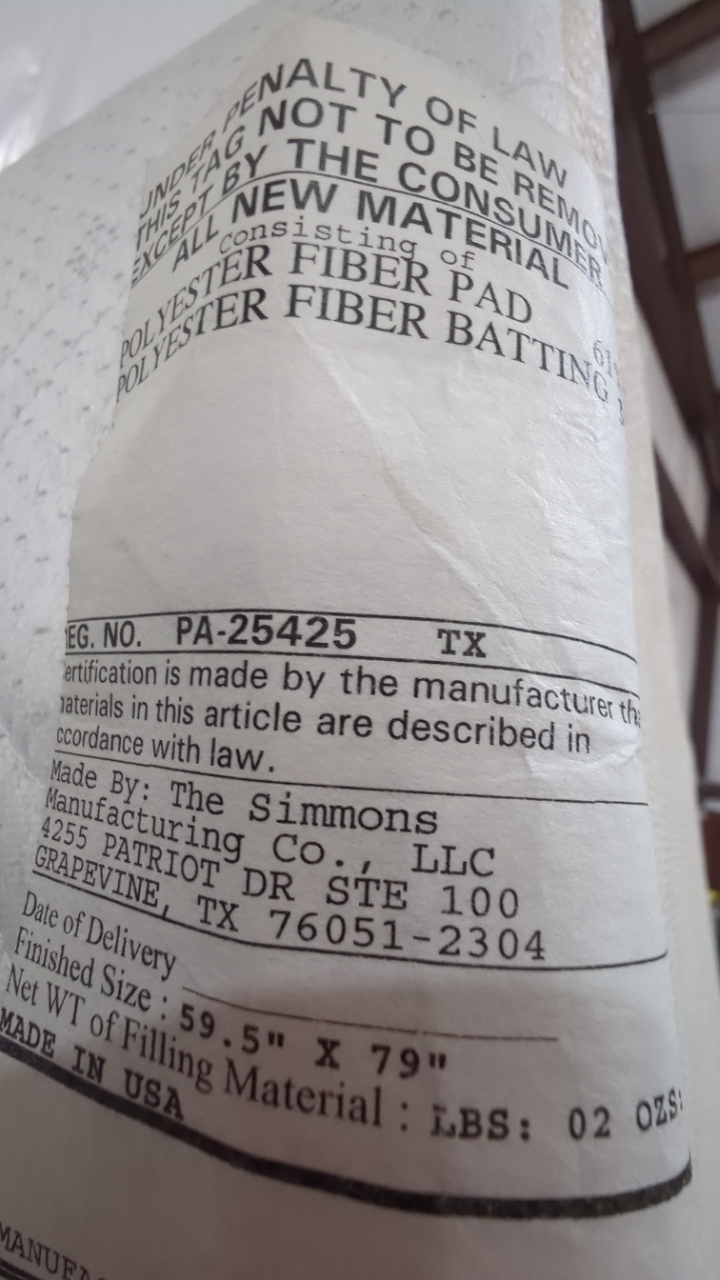 UNDER PENALTY OF LAW
THIS TAG NOT TO BE REMOV
EXCEPT BY THE CONSUMER
ALL NEW MATERIAL
consisting of
POLYESTER FIBER PAD 61
POLYESTER FIBER BATTING
EG. NO. PA-25425 TX
ertification is made by the manufacturer tha
aterials in this article are described in
ccordance with law.
Made By: The Simmons
Manufacturing Co., LLC
4255 PATRIOT DR STE 100
GRAPEVINE, TX 76051-2304
Date of Delivery
Finished Size : 59.5" X 79"
Net WT of Filling Material : LBS: 02 OZS:
MADE IN USA
MANUFA